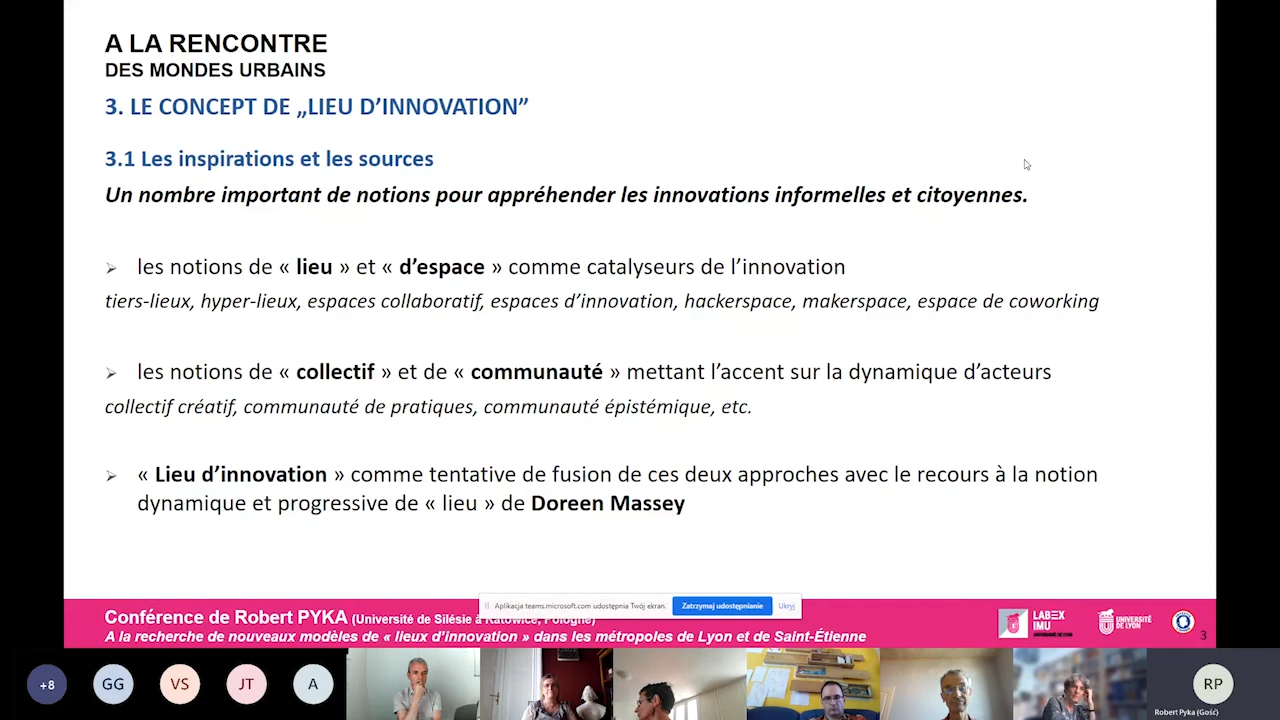 A LA RENCONTRE
DES MONDES URBAINS
3. LE CONCEPT DE „LIEU D’INNOVATION”
3.1 Les inspirations et les sources
Un nombre important de notions pour appréhender les innovations informelles et citoyennes.
les notions de « lieu » et « d’espace » comme catalyseurs de l’innovation
tiers-lieux, hyper-lieux, espaces collaboratif, espaces d’innovation, hackerspace, makerspace, espace de coworking
les notions de « collectif » et de « communauté » mettant l’accent sur la dynamique d’acteurs
collectif créatif, communauté de pratiques, communauté épistémique, etc.
« Lieu d’innovation » comme tentative de fusion de ces deux approches avec le recours à la notion
dynamique et progressive de « lieu » de Doreen Massey
Aplikacja teams.microsoft.com udostępnia Twój ekran. Zatrzymaj udostępnianie Ukryj
Conférence de Robert PYKA (Université de Silésie à Katowice, Pologne)
A la recherche de nouveaux modèles de « lieux d’innovation » dans les métropoles de Lyon et de Saint-Étienne
LABEX
IMU
UNIVERSITÉ
DE LYON
3
+8
GG
VS
JT
A
RP
Robert Pyka (Gość)